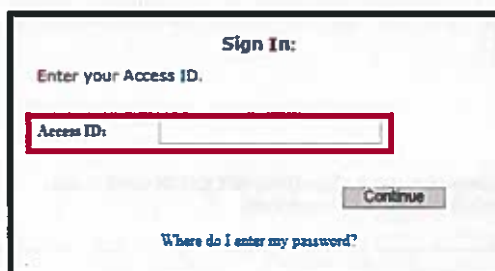 Sign In:
Enter your Access ID.
Access ID:
Continue
Where do I enter my password?